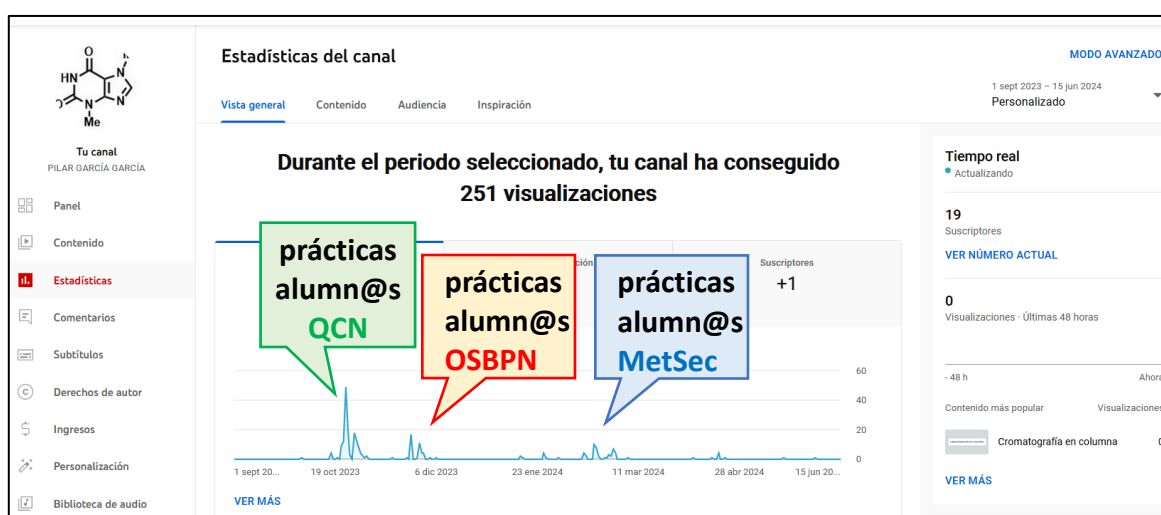 O
N
HN
O
N
N
Me
Tu canal
PILAR GARCÍA GARCÍA
Panel
Contenido
Estadísticas
Comentarios
Subtítulos
Derechos de autor
Ingresos
Personalización
Biblioteca de audio
Estadísticas del canal
MODO AVANZADO
Vista general Contenido Audiencia Inspiración
1 sept 2023 – 15 jun 2024
Personalizado
Durante el periodo seleccionado, tu canal ha conseguido
251 visualizaciones
prácticas
alumn@s
QCN
prácticas
alumn@s
OSBPN
prácticas
alumn@s
MetSec
Suscriptores
+1
60
40
20
0
1 sept 20... 19 oct 2023 6 dic 2023 23 ene 2024 11 mar 2024 28 abr 2024 15 jun 20...
VER MÁS
Tiempo real
Actualizando
19
Suscriptores
VER NÚMERO ACTUAL
0
Visualizaciones · Últimas 48 horas
- 48 h Ahora
Contenido más popular Visualizaciones
Cromatografía en columna 0
VER MÁS